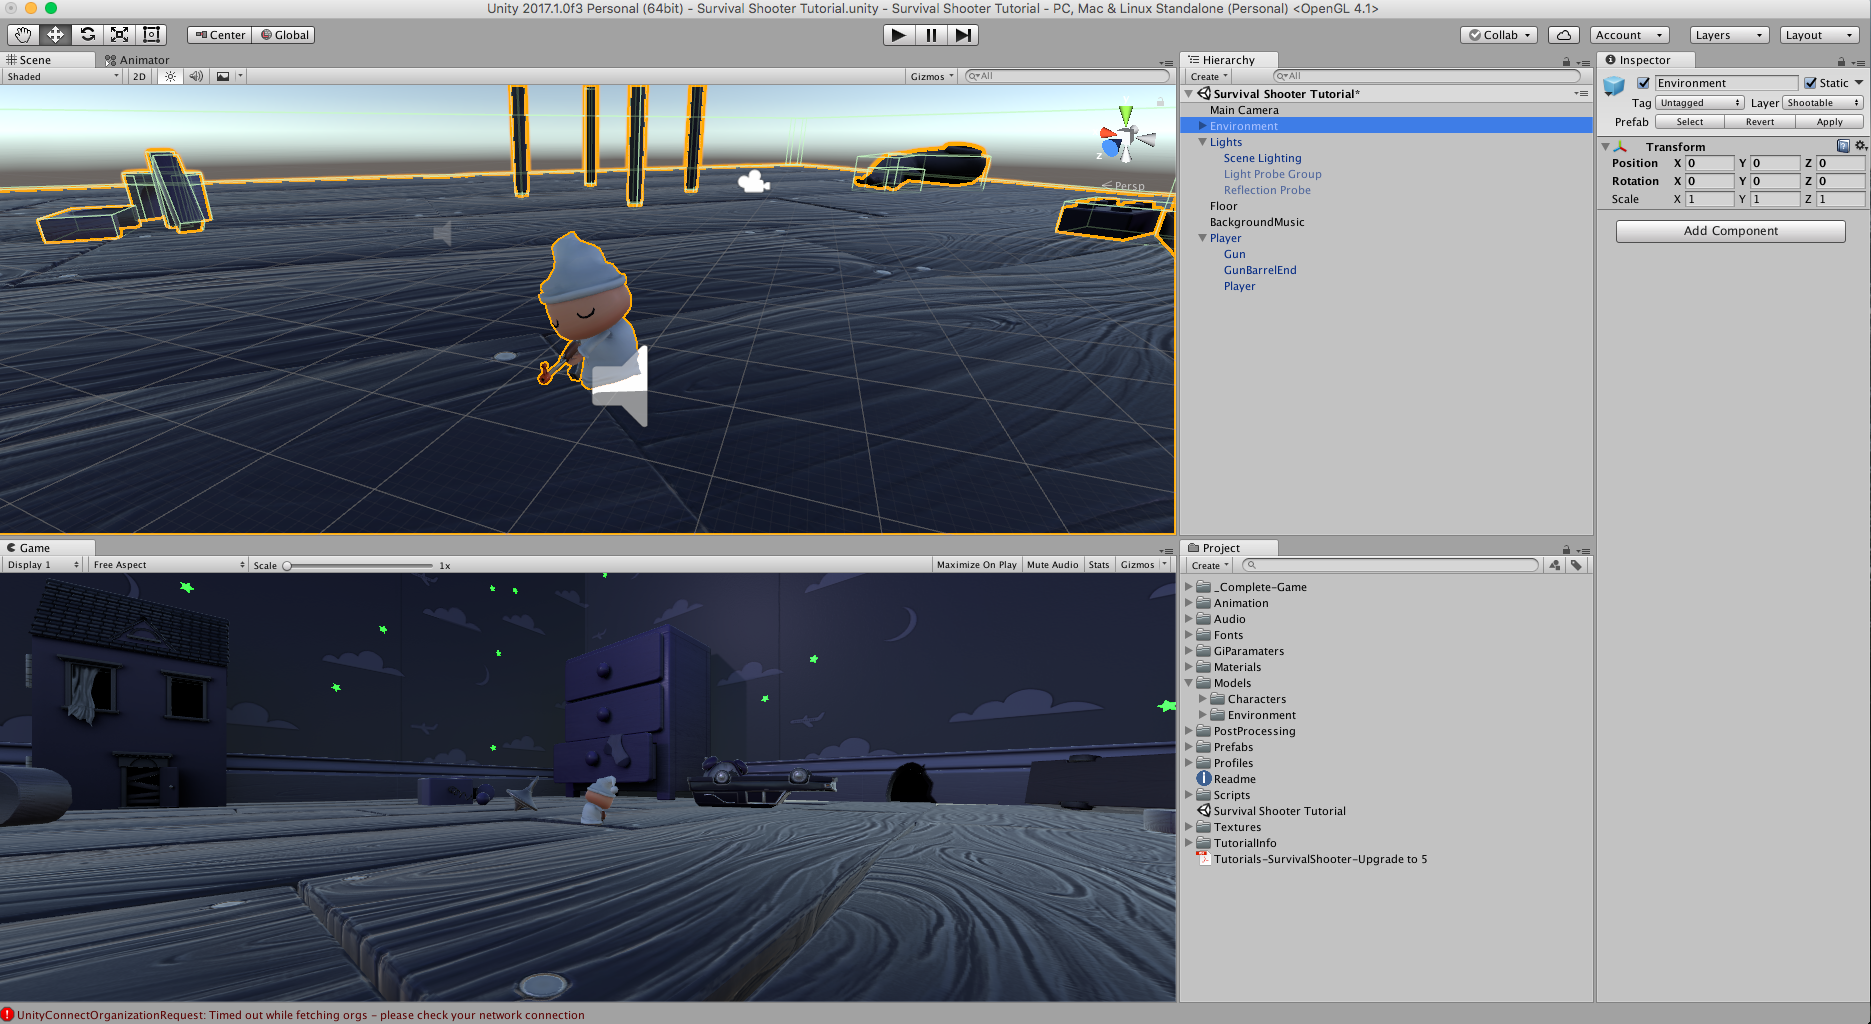 Unity 2017.1.0f3 Personal (64bit) - Survival Shooter Tutorial.unity - Survival Shooter Tutorial - PC, Mac & Linux Standalone (Personal) <OpenGL 4.1>
Center Global
Collab Account Layers Layout
Scene Animator
Shaded 2D Gizmos All
Persp
z
Hierarchy
Create All
Survival Shooter Tutorial*
Main Camera
Environment
Lights
Scene Lighting
Light Probe Group
Reflection Probe
Floor
BackgroundMusic
Player
Gun
GunBarrelEnd
Player
Inspector
Environment Static
Tag Untagged Layer Shootable
Prefab Select Revert Apply
Transform
Position X 0 Y 0 Z 0
Rotation X 0 Y 0 Z 0
Scale X 1 Y 1 Z 1
Add Component
Game
Display 1 Free Aspect Scale 1x Maximize On Play Mute Audio Stats Gizmos
Project
Create
_Complete-Game
Animation
Audio
Fonts
GiParamaters
Materials
Models
Characters
Environment
PostProcessing
Prefabs
Profiles
Readme
Scripts
Survival Shooter Tutorial
Textures
TutorialInfo
Tutorials-SurvivalShooter-Upgrade to 5
UnityConnectOrganizationRequest: Timed out while fetching orgs - please check your network connection